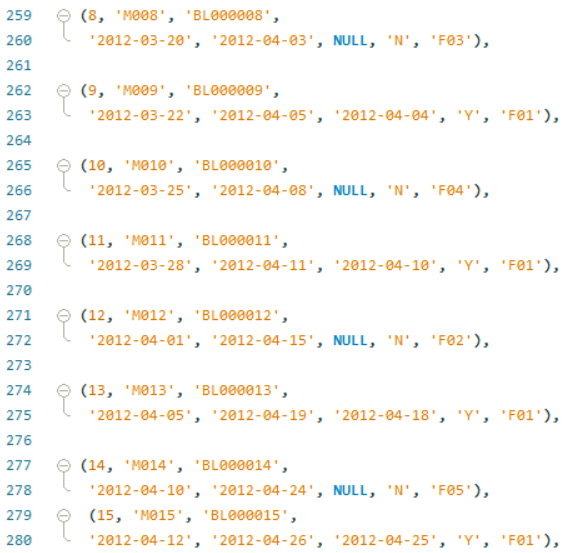 259 (8, 'M008', 'BL000008',
260 '2012-03-20', '2012-04-03', NULL, 'N', 'F03'),
261
262 (9, 'M009', 'BL000009',
263 '2012-03-22', '2012-04-05', '2012-04-04', 'Y', 'F01'),
264
265 (10, 'M010', 'BL000010',
266 '2012-03-25', '2012-04-08', NULL, 'N', 'F04'),
267
268 (11, 'M011', 'BL000011',
269 '2012-03-28', '2012-04-11', '2012-04-10', 'Y', 'F01'),
270
271 (12, 'M012', 'BL000012',
272 '2012-04-01', '2012-04-15', NULL, 'N', 'F02'),
273
274 (13, 'M013', 'BL000013',
275 '2012-04-05', '2012-04-19', '2012-04-18', 'Y', 'F01'),
276
277 (14, 'M014', 'BL000014',
278 '2012-04-10', '2012-04-24', NULL, 'N', 'F05'),
279 (15, 'M015', 'BL000015',
280 '2012-04-12', '2012-04-26', '2012-04-25', 'Y', 'F01'),